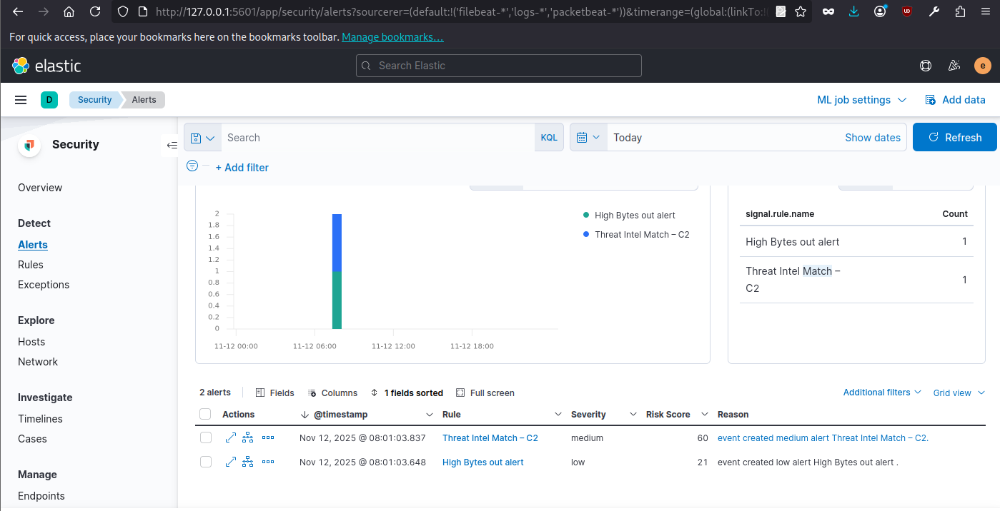 http://127.0.0.1:5601/app/security/alerts?sourcerer=(default:!('filebeat-*','logs-*','packetbeat-*'))&timerange=(global:(linkTo:!(
For quick access, place your bookmarks here on the bookmarks toolbar. Manage bookmarks…
elastic
Search Elastic
e
D
Security
Alerts
ML job settings
Add data
Security
Search
KQL
Today
Show dates
Refresh
+ Add filter
Overview
Detect
Alerts
Rules
Exceptions
Explore
Hosts
Network
Investigate
Timelines
Cases
Manage
Endpoints
2
1.8
1.6
1.4
1.2
1
0.8
0.6
0.4
0.2
0
11-12 00:00
11-12 06:00
11-12 12:00
11-12 18:00
High Bytes out alert
Threat Intel Match – C2
signal.rule.name Count
High Bytes out alert 1
Threat Intel Match –
C2 1
2 alerts Fields Columns 1 fields sorted Full screen Additional filters Grid view
Actions @timestamp Rule Severity Risk Score Reason
Nov 12, 2025 @ 08:01:03.837 Threat Intel Match – C2 medium 60 event created medium alert Threat Intel Match – C2.
Nov 12, 2025 @ 08:01:03.648 High Bytes out alert low 21 event created low alert High Bytes out alert .